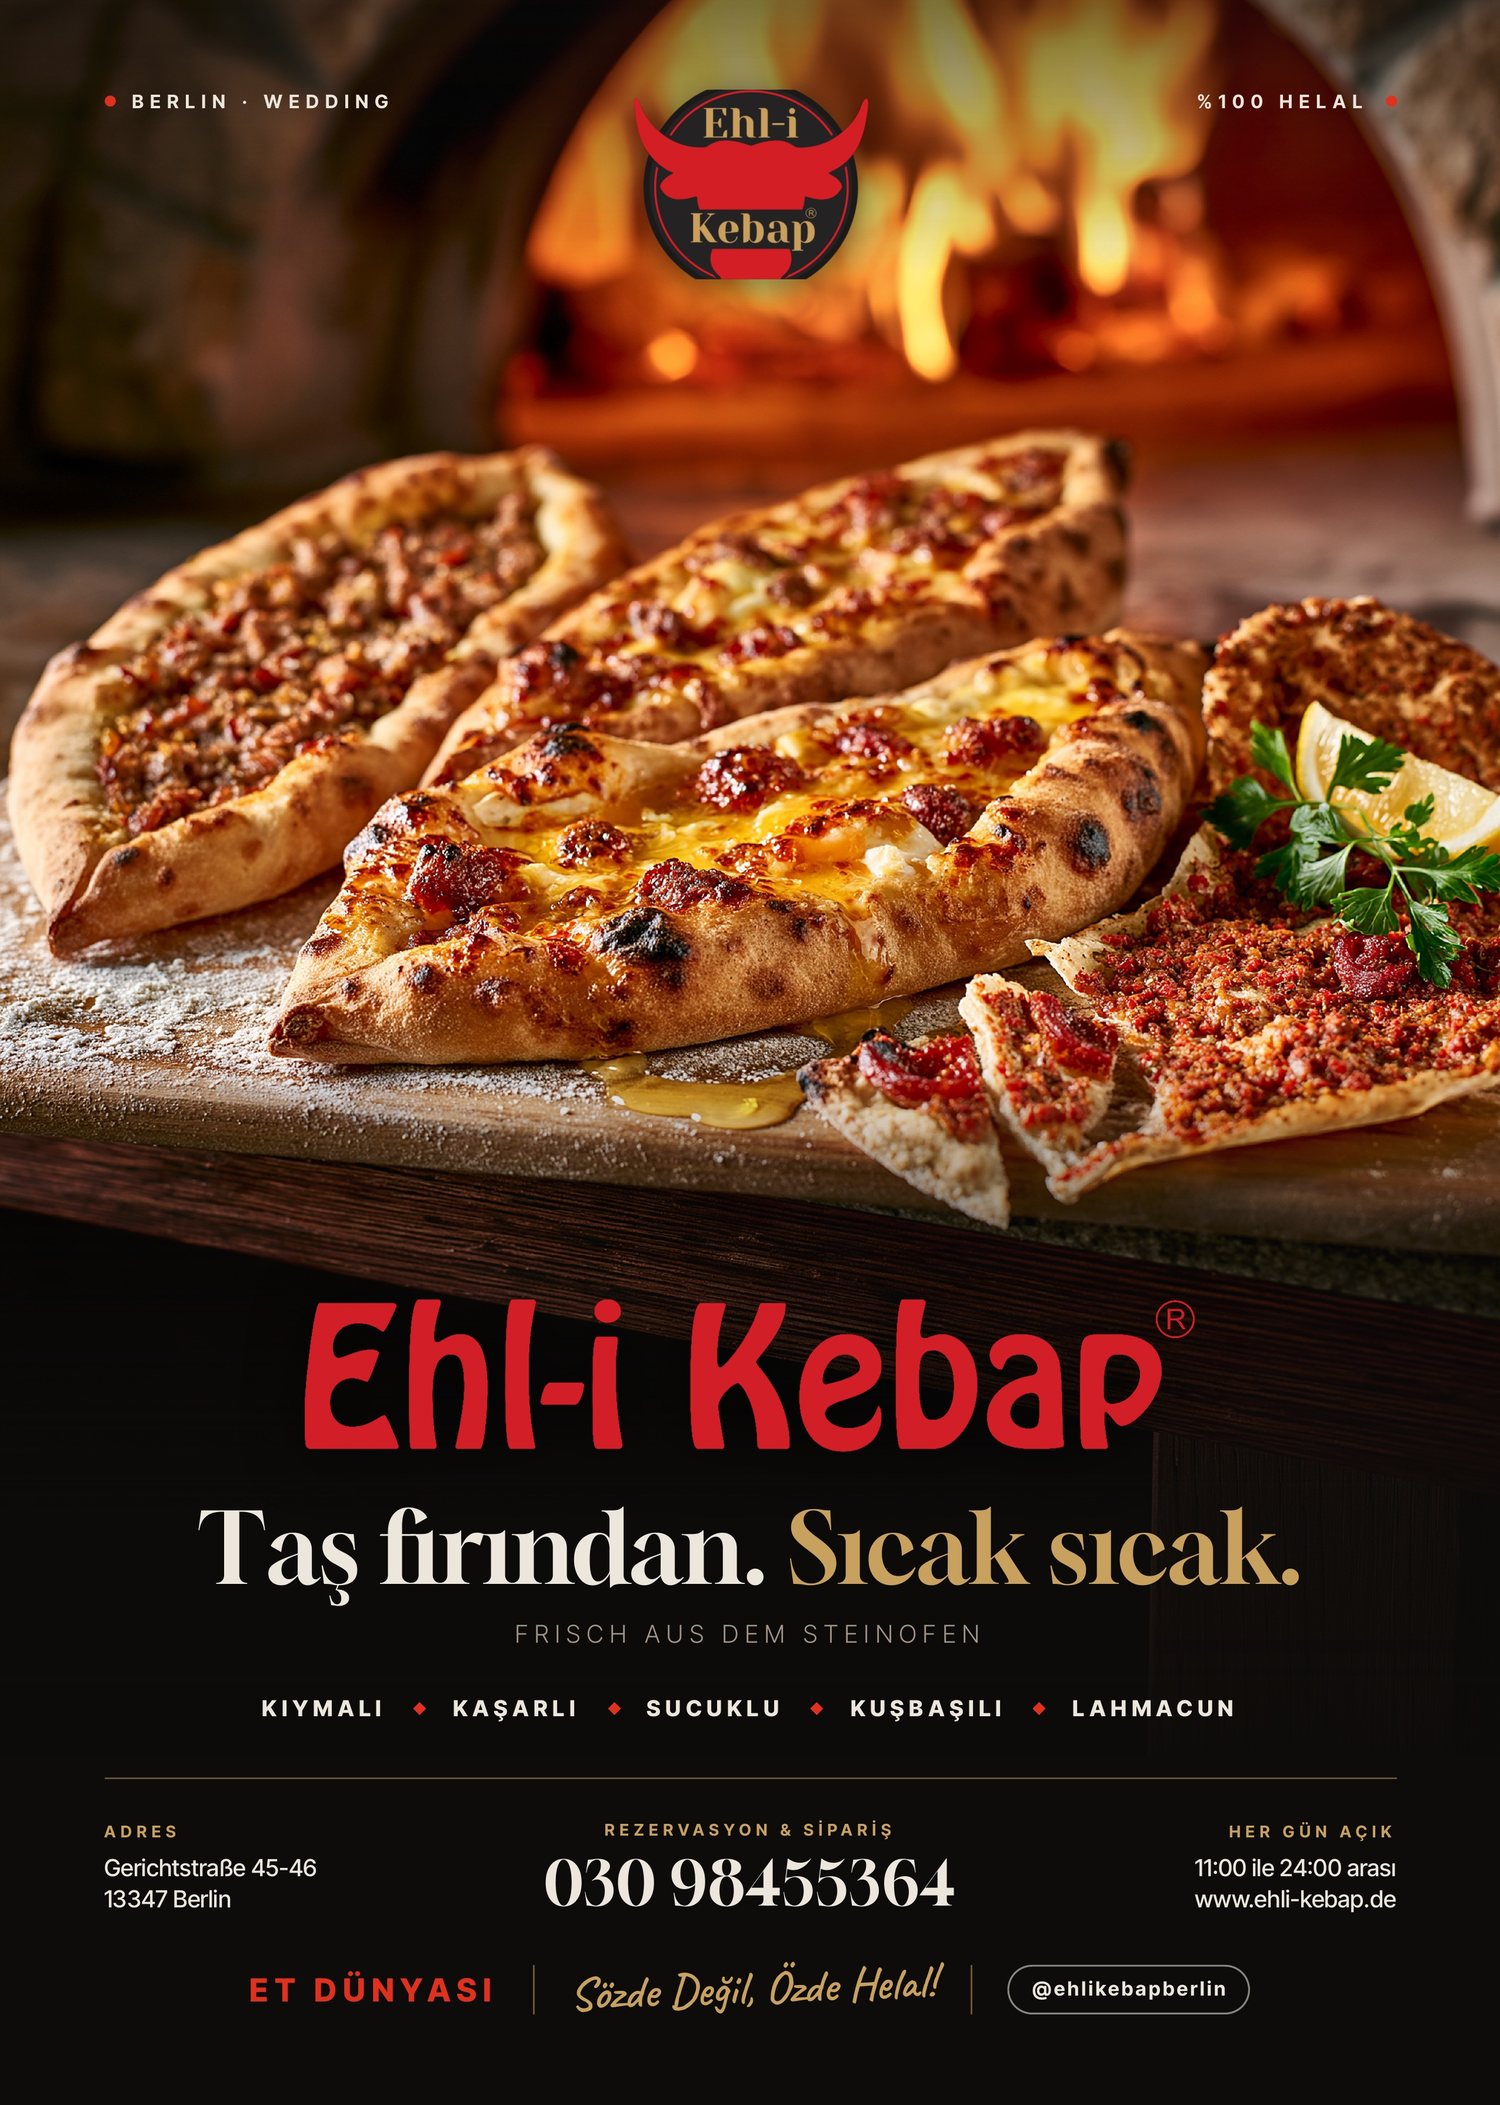 BERLIN · WEDDING
%100 HELAL
Ehl-i
Kebap®
Ehl-i Kebap®
Taş fırından. Sıcak sıcak.
FRISCH AUS DEM STEINOFEN
KIYMALI ◆ KAŞARLI ◆ SUCUKLU ◆ KUŞBAŞILI ◆ LAHMACUN
ADRES
Gerichtstraße 45-46
13347 Berlin
REZERVASYON & SİPARİŞ
030 98455364
HER GÜN AÇIK
11:00 ile 24:00 arası
www.ehli-kebap.de
ET DÜNYASI
Sözde Değil, Özde Helal!
@ehlikebapberlin